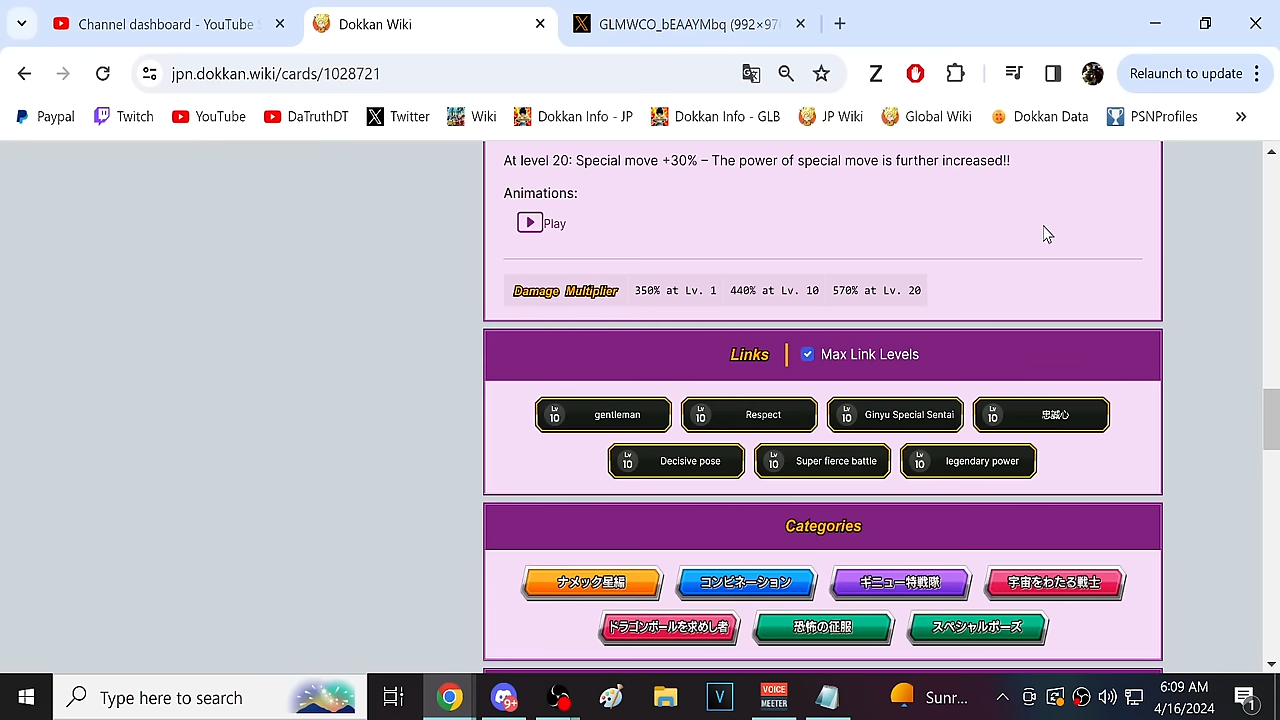 Channel dashboard - YouTube
Dokkan Wiki
GLMWCO_bEAAYMbq (992×97
jpn.dokkan.wiki/cards/1028721
Z
Relaunch to update
Paypal
Twitch
YouTube
DaTruthDT
Twitter
Wiki
Dokkan Info - JP
Dokkan Info - GLB
JP Wiki
Global Wiki
Dokkan Data
PSNProfiles
»
At level 20: Special move +30% – The power of special move is further increased!!
Animations:
Play
Damage Multiplier 350% at Lv. 1 440% at Lv. 10 570% at Lv. 20
Links Max Link Levels
Lv 10 gentleman
Lv 10 Respect
Lv 10 Ginyu Special Sentai
Lv 10 忠誠心
Lv 10 Decisive pose
Lv 10 Super fierce battle
Lv 10 legendary power
Categories
ナメック星編
コンビネーション
ギニュー特戦隊
宇宙をわたる戦士
ドラゴンボールを求めし者
恐怖の征服
スペシャルポーズ
Type here to search
9+
V
VOICE
MEETER
Sunr...
6:09 AM
4/16/2024
1